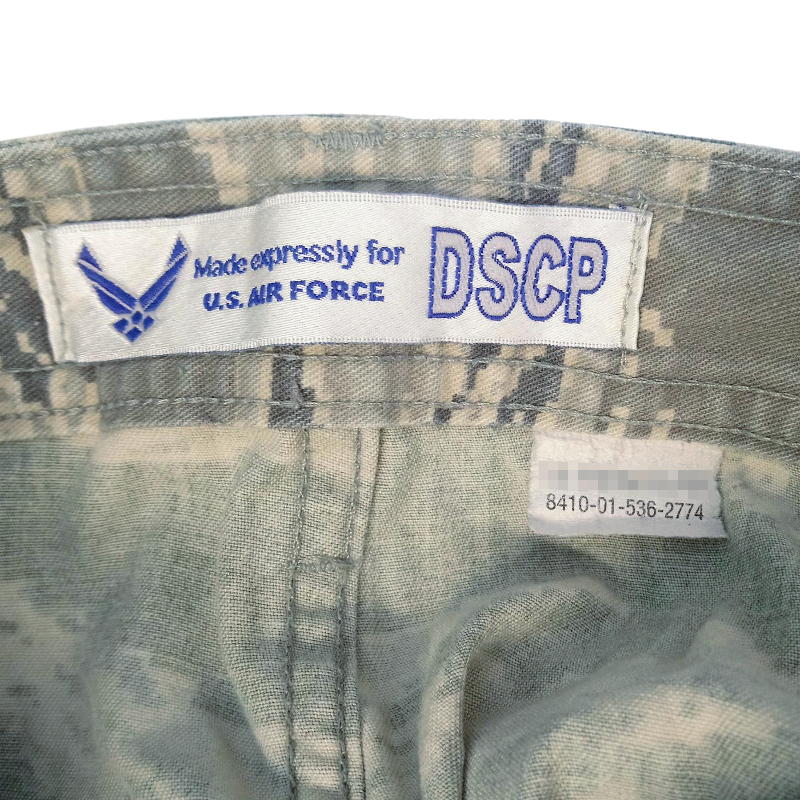 Made expressly for
U.S. AIR FORCE
DSCP
8410-01-536-2774